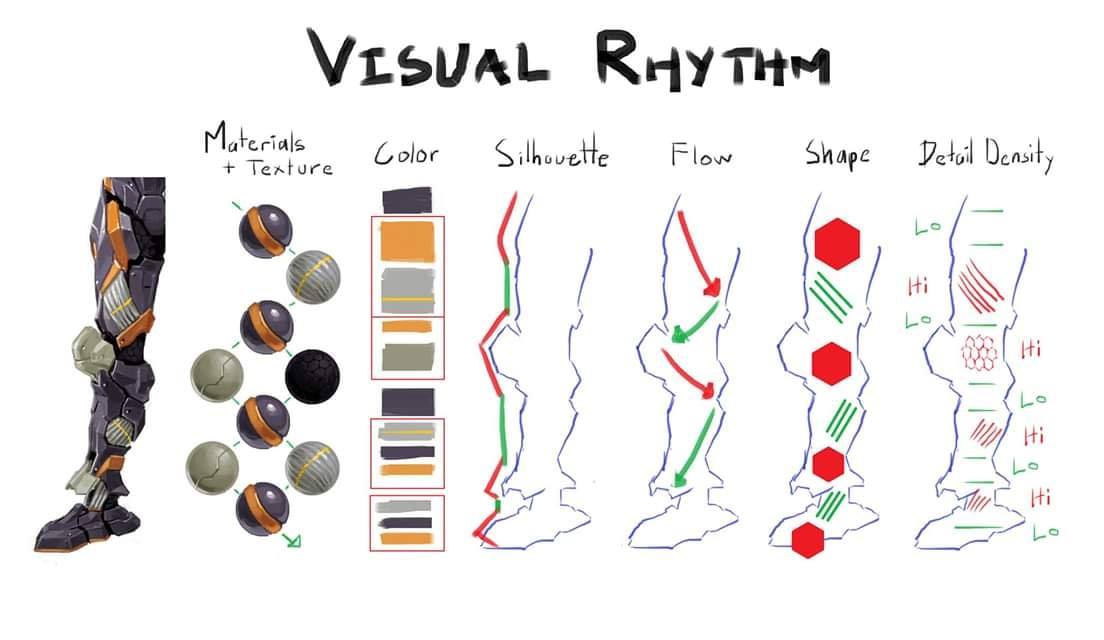 VISUAL RHYTHM
Materials
+ Texture
Color
Silhouette
Flow
Shape
Detail Density
Lo
Hi
Lo
Hi
Lo
Hi
Lo
Hi
Lo